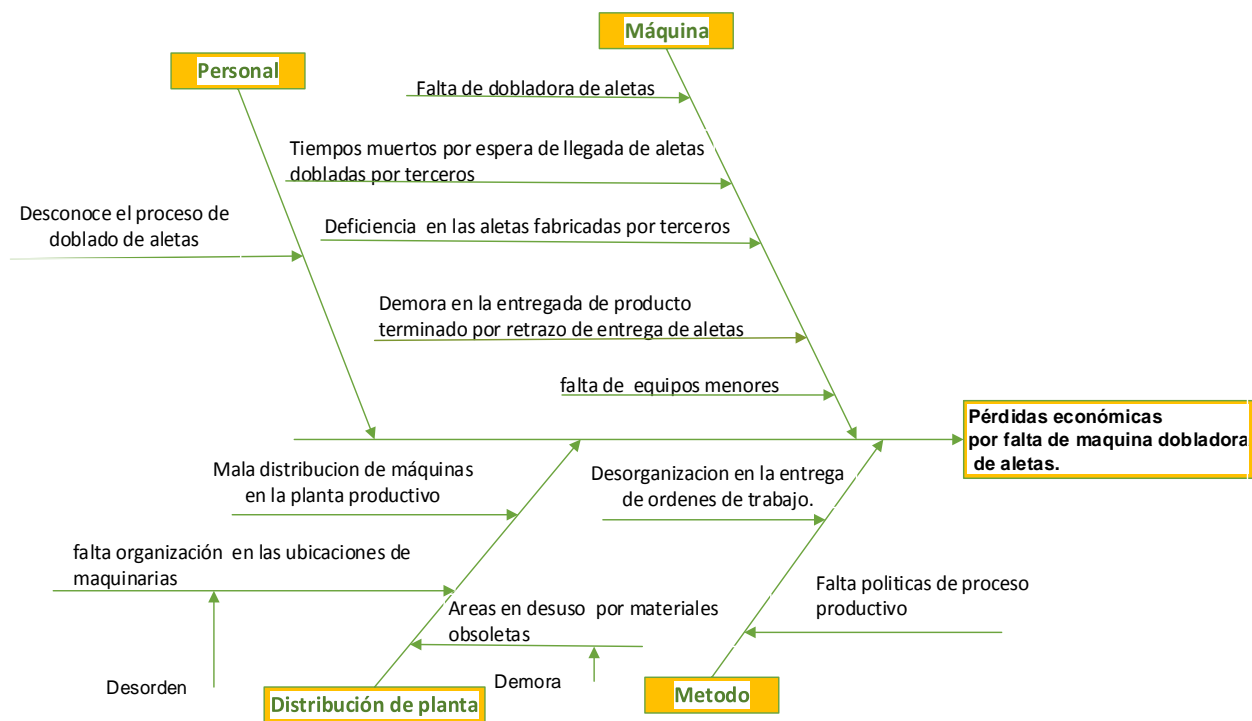 Máquina
Personal
Falta de dobladora de aletas
Tiempos muertos por espera de llegada de aletas
dobladas por terceros
Desconoce el proceso de
doblado de aletas
Deficiencia en las aletas fabricadas por terceros
Demora en la entregada de producto
terminado por retrazo de entrega de aletas
falta de equipos menores
Pérdidas económicas
por falta de maquina dobladora
de aletas.
Mala distribucion de máquinas
en la planta productivo
Desorganizacion en la entrega
de ordenes de trabajo.
falta organización en las ubicaciones de
maquinarias
Falta politicas de proceso
productivo
Areas en desuso por materiales
obsoletas
Desorden
Demora
Distribución de planta
Metodo